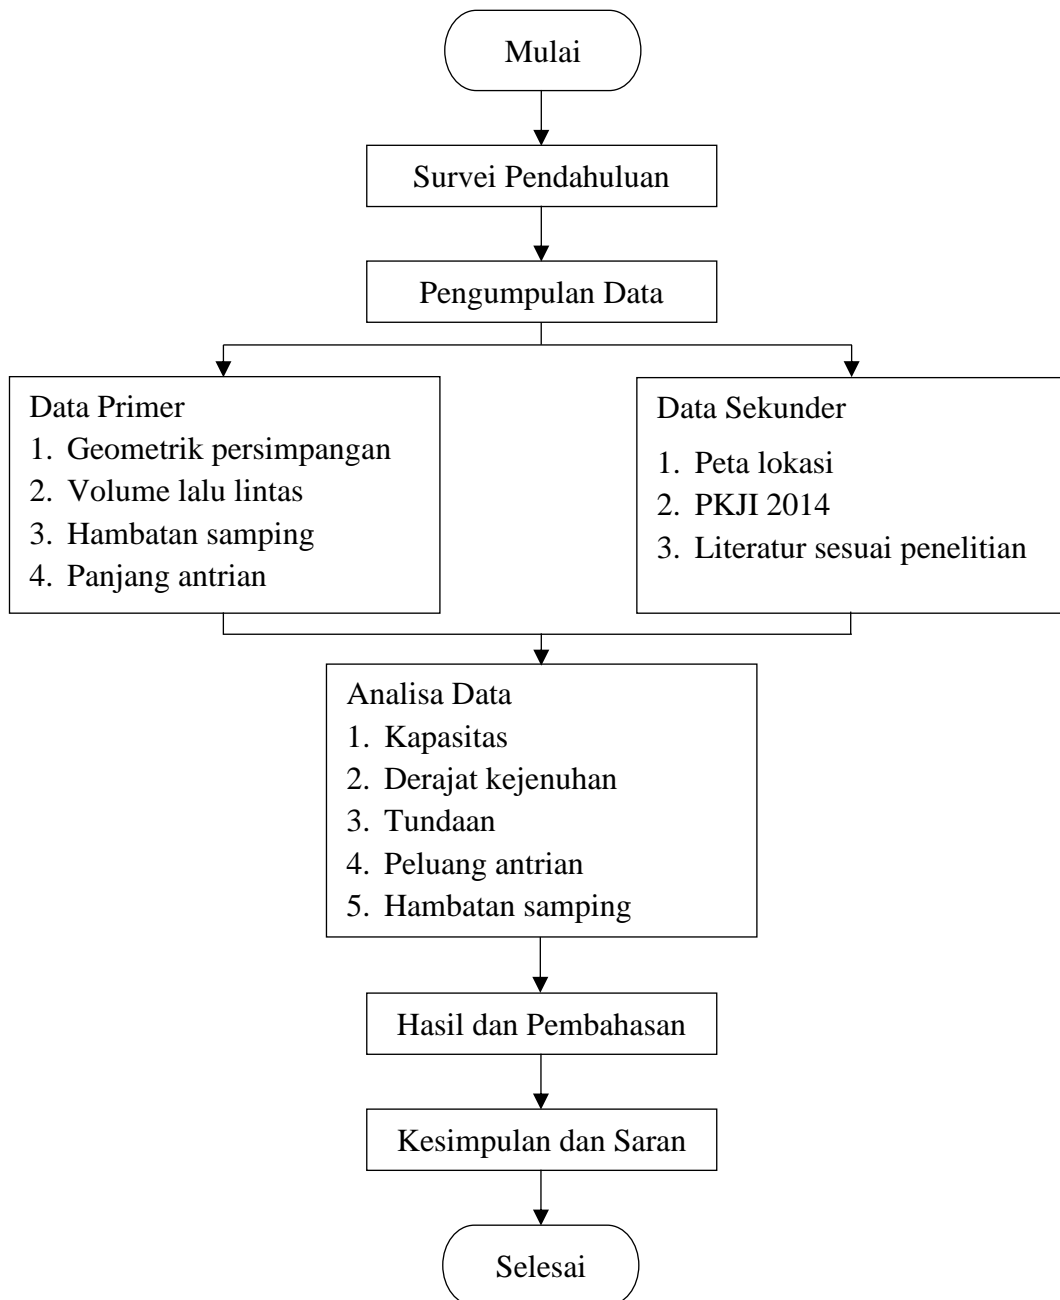 Mulai
Survei Pendahuluan
Pengumpulan Data
Data Primer
1. Geometrik persimpangan
2. Volume lalu lintas
3. Hambatan samping
4. Panjang antrian
Data Sekunder
1. Peta lokasi
2. PKJI 2014
3. Literatur sesuai penelitian
Analisa Data
1. Kapasitas
2. Derajat kejenuhan
3. Tundaan
4. Peluang antrian
5. Hambatan samping
Hasil dan Pembahasan
Kesimpulan dan Saran
Selesai